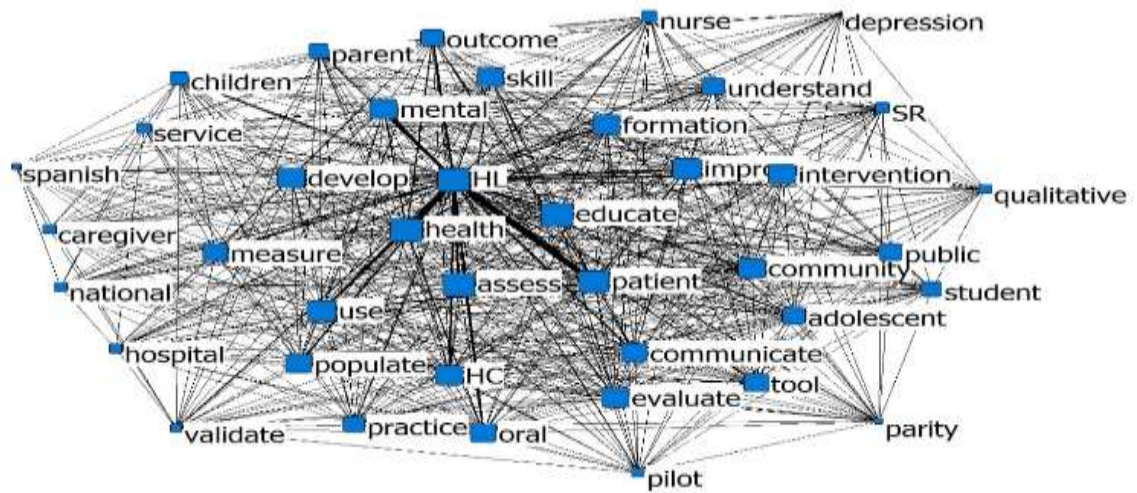 nurse
depression
outcome
parent
children
skill
understand
mental
SR
service
formation
spanish
develop
HL
improve
intervention
qualitative
educate
caregiver
health
measure
public
community
national
assess
patient
student
use
adolescent
hospital
communicate
populate
HC
tool
evaluate
validate
practice
oral
parity
pilot